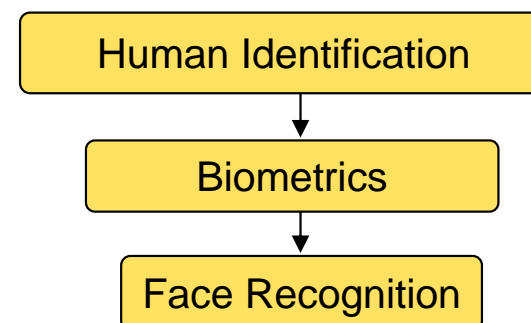 Human Identification
Biometrics
Face Recognition